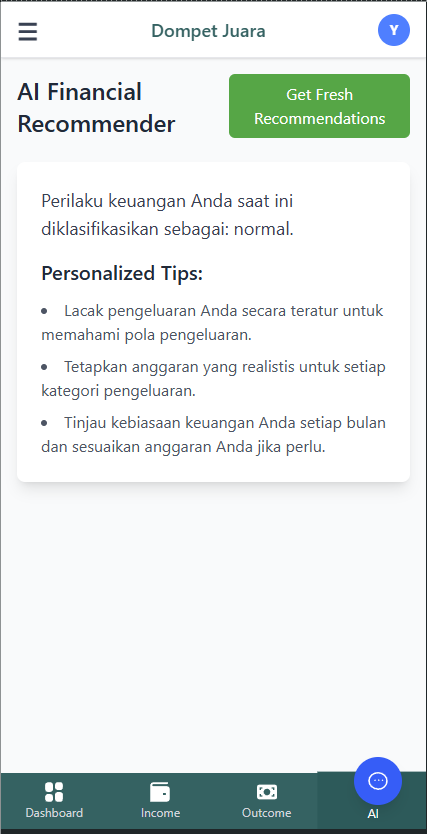 Dompet Juara
Y
AI Financial
Recommender
Get Fresh
Recommendations
Perilaku keuangan Anda saat ini
diklasifikasikan sebagai: normal.
Personalized Tips:
• Lacak pengeluaran Anda secara teratur untuk
memahami pola pengeluaran.
• Tetapkan anggaran yang realistis untuk setiap
kategori pengeluaran.
• Tinjau kebiasaan keuangan Anda setiap bulan
dan sesuaikan anggaran Anda jika perlu.
Dashboard
Income
Outcome
AI